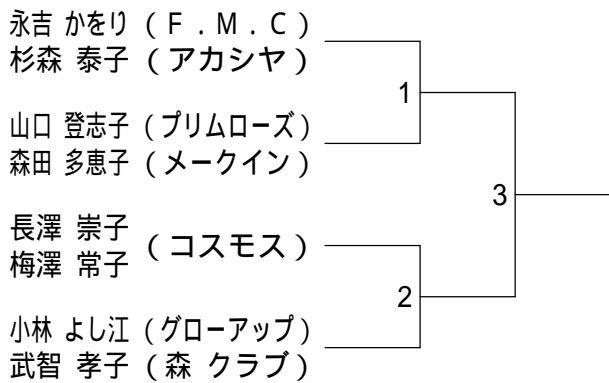 永吉 かをり (F．M．C)
杉森 泰子 (アカシヤ)
1
山口 登志子 (プリムローズ)
森田 多恵子 (メークイン)
3
長澤 崇子
梅澤 常子
(コスモス)
2
小林 よし江 (グローアップ)
武智 孝子 (森 クラブ)